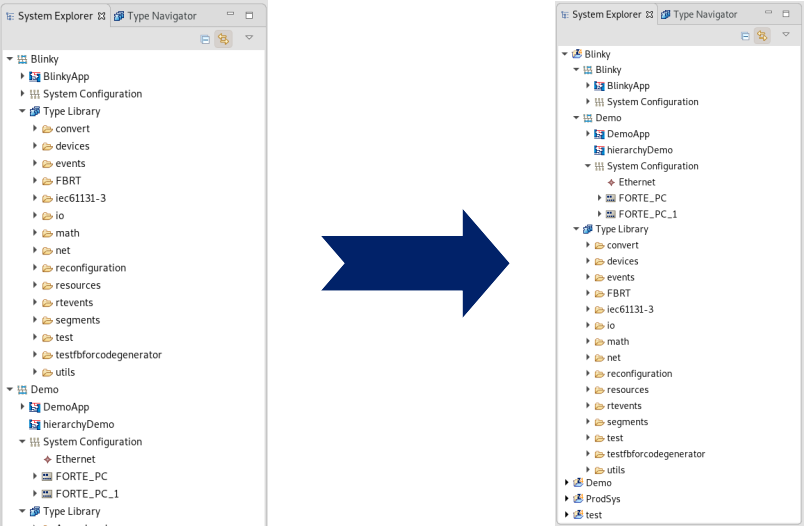 System Explorer Type Navigator
Blinky
BlinkyApp
System Configuration
Type Library
convert
devices
events
FBRT
iec61131-3
io
math
net
reconfiguration
resources
rtevents
segments
test
testfbforcodegenerator
utils
Demo
DemoApp
hierarchyDemo
System Configuration
Ethernet
FORTE_PC
FORTE_PC_1
Type Library
System Explorer Type Navigator
Blinky
Blinky
BlinkyApp
System Configuration
Demo
DemoApp
hierarchyDemo
System Configuration
Ethernet
FORTE_PC
FORTE_PC_1
Type Library
convert
devices
events
FBRT
iec61131-3
io
math
net
reconfiguration
resources
rtevents
segments
test
testfbforcodegenerator
utils
Demo
ProdSys
test